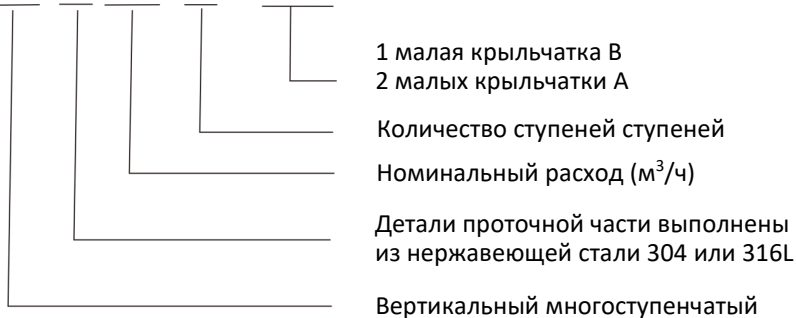 1 малая крыльчатка B
2 малых крыльчатки A
Количество ступеней ступеней
Номинальный расход (м³/ч)
Детали проточной части выполнены
из нержавеющей стали 304 или 316L
Вертикальный многоступенчатый